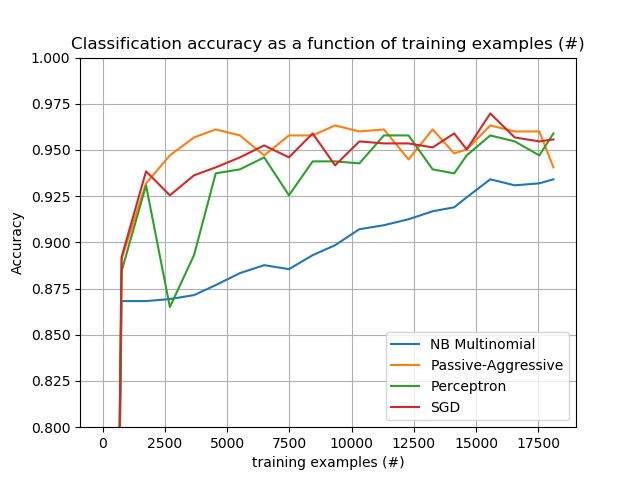 Classification accuracy as a function of training examples (#)
1.000
0.975
0.950
0.925
0.900
0.875
0.850
0.825
0.800
Accuracy
NB Multinomial
Passive-Aggressive
Perceptron
SGD
0
2500
5000
7500
10000
12500
15000
17500
training examples (#)